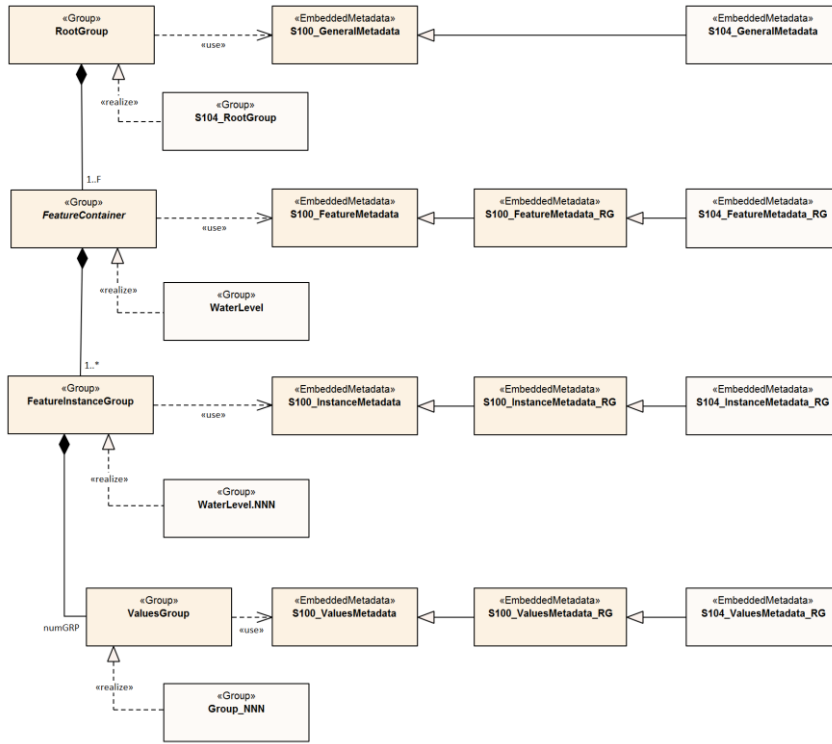 «Group»
RootGroup
«use»
«EmbeddedMetadata»
S100_GeneralMetadata
«EmbeddedMetadata»
S104_GeneralMetadata
«realize»
«Group»
S104_RootGroup
1..F
«Group»
FeatureContainer
«use»
«EmbeddedMetadata»
S100_FeatureMetadata
«EmbeddedMetadata»
S100_FeatureMetadata_RG
«EmbeddedMetadata»
S104_FeatureMetadata_RG
«realize»
«Group»
WaterLevel
1..*
«Group»
FeatureInstanceGroup
«use»
«EmbeddedMetadata»
S100_InstanceMetadata
«EmbeddedMetadata»
S100_InstanceMetadata_RG
«EmbeddedMetadata»
S104_InstanceMetadata_RG
«realize»
«Group»
WaterLevel.NNN
numGRP
«Group»
ValuesGroup
«use»
«EmbeddedMetadata»
S100_ValuesMetadata
«EmbeddedMetadata»
S100_ValuesMetadata_RG
«EmbeddedMetadata»
S104_ValuesMetadata_RG
«realize»
«Group»
Group_NNN